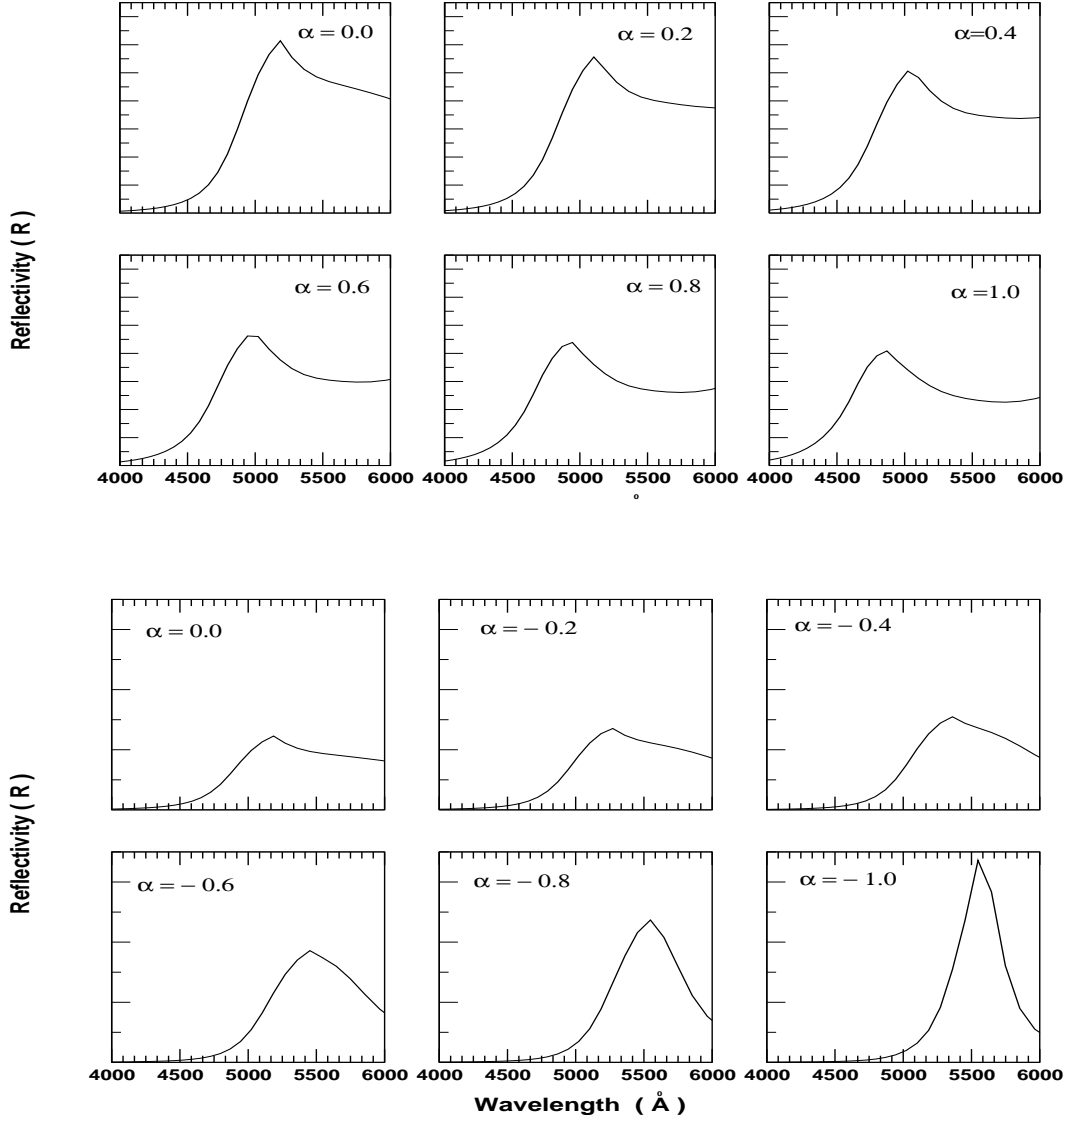 α = 0.0
α = 0.2
α=0.4
Reflectivity ( R )
α = 0.6
α = 0.8
α =1.0
4000 4500 5000 5500 6000 4000 4500 5000 5500 6000 4000 4500 5000 5500 6000
o
α = 0.0
α = − 0.2
α = − 0.4
Reflectivity ( R )
α = − 0.6
α = − 0.8
α = − 1.0
4000 4500 5000 5500 6000 4000 4500 5000 5500 6000 4000 4500 5000 5500 6000
Wavelength ( Å )